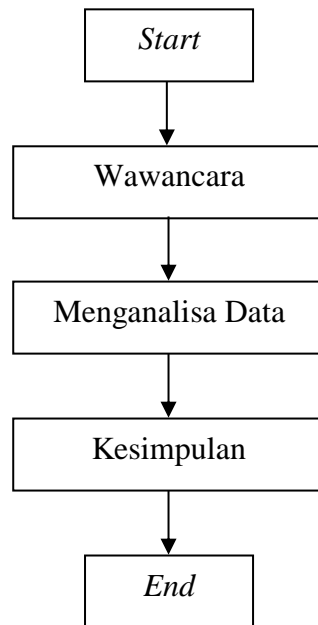 Start
Wawancara
Menganalisa Data
Kesimpulan
End